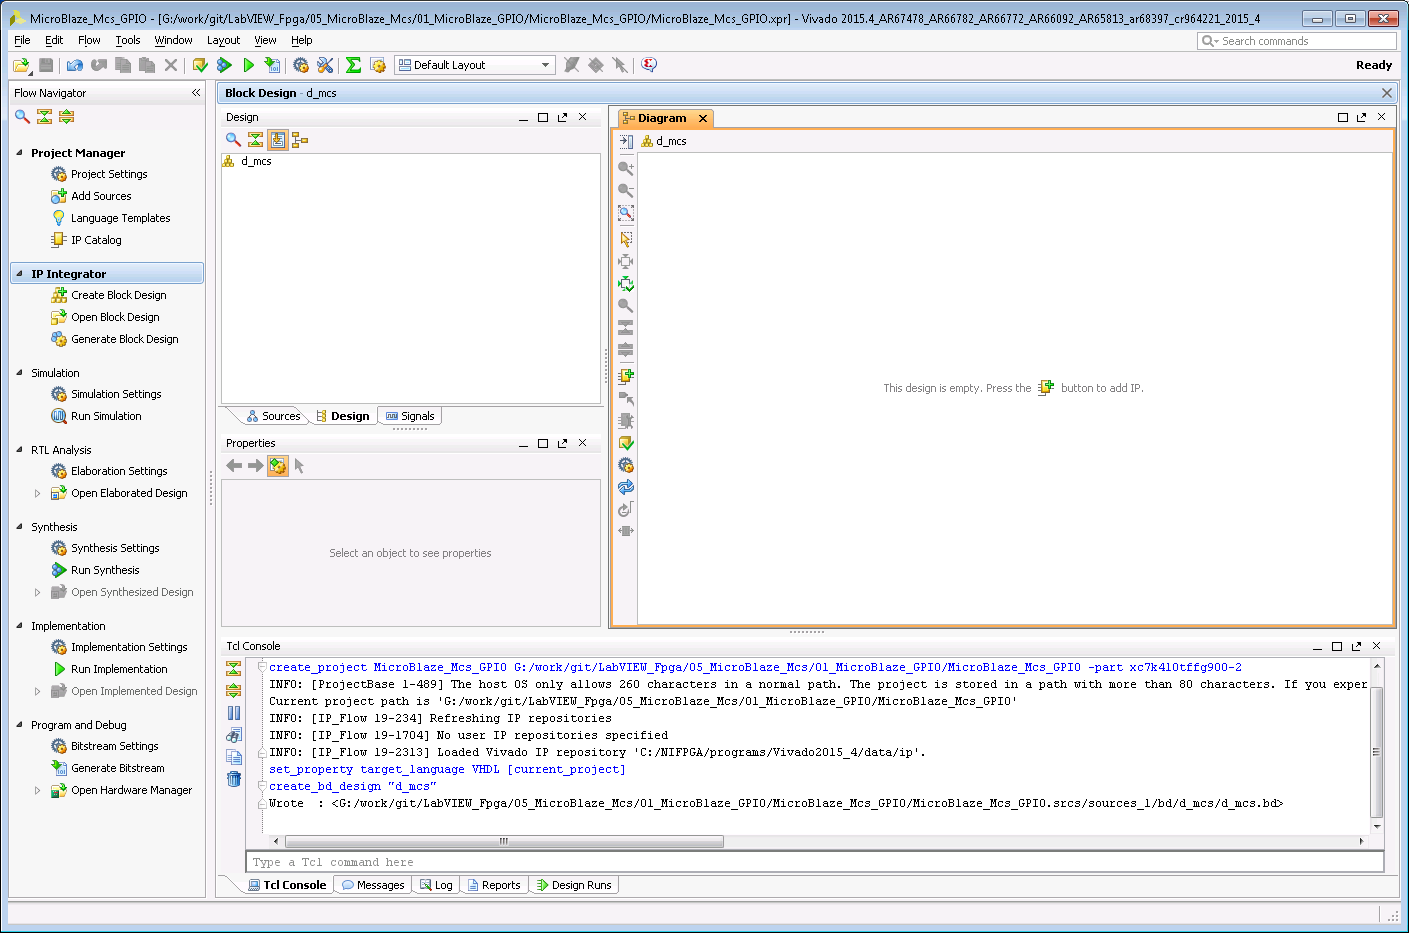 MicroBlaze_Mcs_GPIO - [G:/work/git/LabVIEW_Fpga/05_MicroBlaze_Mcs/01_MicroBlaze_GPIO/MicroBlaze_Mcs_GPIO/MicroBlaze_Mcs_GPIO.xpr] - Vivado 2015.4_AR67478_AR66782_AR66772_AR66092_AR65813_ar68397_cr964221_2015_4
File Edit Flow Tools Window Layout View Help
Search commands
Default Layout
Ready
Flow Navigator
Project Manager
Project Settings
Add Sources
Language Templates
IP Catalog
IP Integrator
Create Block Design
Open Block Design
Generate Block Design
Simulation
Simulation Settings
Run Simulation
RTL Analysis
Elaboration Settings
Open Elaborated Design
Synthesis
Synthesis Settings
Run Synthesis
Open Synthesized Design
Implementation
Implementation Settings
Run Implementation
Open Implemented Design
Program and Debug
Bitstream Settings
Generate Bitstream
Open Hardware Manager
Block Design - d_mcs
Design
d_mcs
Sources Design Signals
Properties
Select an object to see properties
Diagram
d_mcs
This design is empty. Press the button to add IP.
Tcl Console
create_project MicroBlaze_Mcs_GPIO G:/work/git/LabVIEW_Fpga/05_MicroBlaze_Mcs/01_MicroBlaze_GPIO/MicroBlaze_Mcs_GPIO -part xc7k410tffg900-2
INFO: [ProjectBase 1-489] The host OS only allows 260 characters in a normal path. The project is stored in a path with more than 80 characters. If you exper
Current project path is 'G:/work/git/LabVIEW_Fpga/05_MicroBlaze_Mcs/01_MicroBlaze_GPIO/MicroBlaze_Mcs_GPIO'
INFO: [IP_Flow 19-234] Refreshing IP repositories
INFO: [IP_Flow 19-1704] No user IP repositories specified
INFO: [IP_Flow 19-2313] Loaded Vivado IP repository 'C:/NIFPGA/programs/Vivado2015_4/data/ip'.
set_property target_language VHDL [current_project]
create_bd_design "d_mcs"
Wrote  : <G:/work/git/LabVIEW_Fpga/05_MicroBlaze_Mcs/01_MicroBlaze_GPIO/MicroBlaze_Mcs_GPIO/MicroBlaze_Mcs_GPIO.srcs/sources_1/bd/d_mcs/d_mcs.bd>
Type a Tcl command here
Tcl Console Messages Log Reports Design Runs